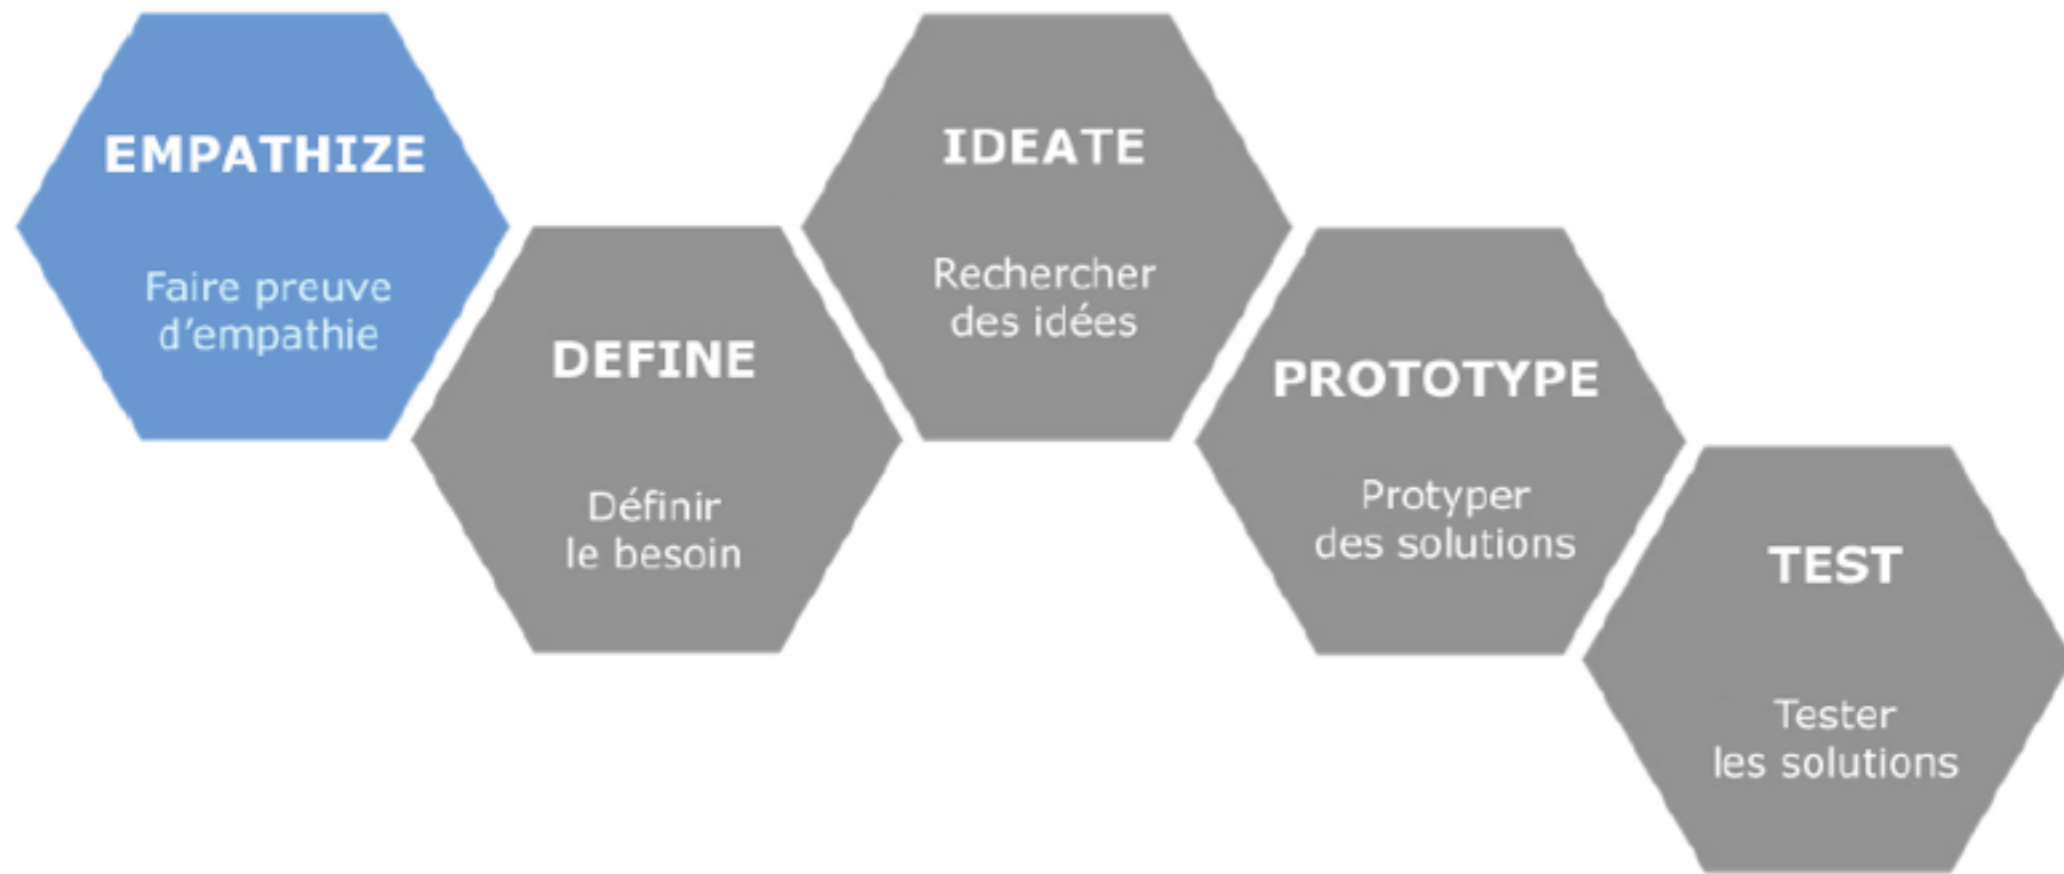 EMPATHIZE
Faire preuve
d’empathie
DEFINE
Définir
le besoin
IDEATE
Rechercher
des idées
PROTOTYPE
Protyper
des solutions
TEST
Tester
les solutions